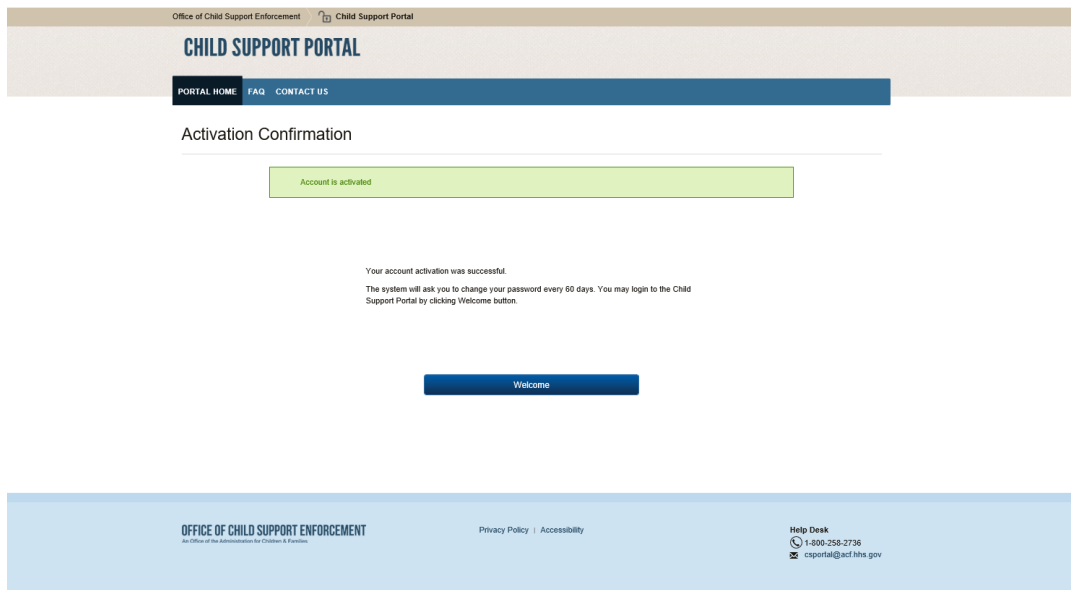 Office of Child Support Enforcement Child Support Portal
CHILD SUPPORT PORTAL
PORTAL HOME FAQ CONTACT US
Activation Confirmation
Account is activated
Your account activation was successful.
The system will ask you to change your password every 60 days. You may login to the Child
Support Portal by clicking Welcome button.
Welcome
OFFICE OF CHILD SUPPORT ENFORCEMENT
An Office of the Administration for Children & Families
Privacy Policy | Accessibility
Help Desk
1-800-258-2736
csportal@acf.hhs.gov